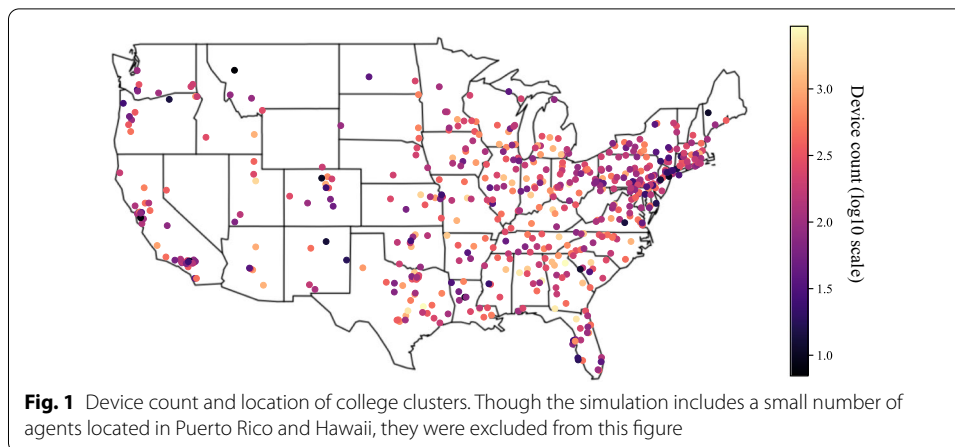 3.0
2.5
2.0
1.5
1.0
Device count (log10 scale)
Fig. 1 Device count and location of college clusters. Though the simulation includes a small number of
agents located in Puerto Rico and Hawaii, they were excluded from this figure